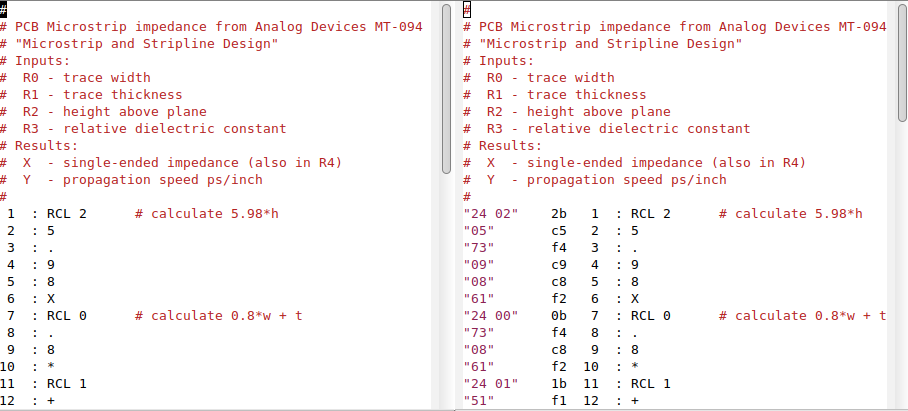 #
# PCB Microstrip impedance from Analog Devices MT-094
# "Microstrip and Stripline Design"
# Inputs:
#  R0 - trace width
#  R1 - trace thickness
#  R2 - height above plane
#  R3 - relative dielectric constant
# Results:
#  X  - single-ended impedance (also in R4)
#  Y  - propagation speed ps/inch
#
1  : RCL 2      # calculate 5.98*h
2  : 5
3  : .
4  : 9
5  : 8
6  : X
7  : RCL 0      # calculate 0.8*w + t
8  : .
9  : 8
10  : *
11  : RCL 1
12  : +
#
# PCB Microstrip impedance from Analog Devices MT-094
# "Microstrip and Stripline Design"
# Inputs:
#  R0 - trace width
#  R1 - trace thickness
#  R2 - height above plane
#  R3 - relative dielectric constant
# Results:
#  X  - single-ended impedance (also in R4)
#  Y  - propagation speed ps/inch
#
"24 02"    2b   1  : RCL 2      # calculate 5.98*h
"05"       c5   2  : 5
"73"       f4   3  : .
"09"       c9   4  : 9
"08"       c8   5  : 8
"61"       f2   6  : X
"24 00"    0b   7  : RCL 0      # calculate 0.8*w + t
"73"       f4   8  : .
"08"       c8   9  : 8
"61"       f2  10  : *
"24 01"    1b  11  : RCL 1
"51"       f1  12  : +